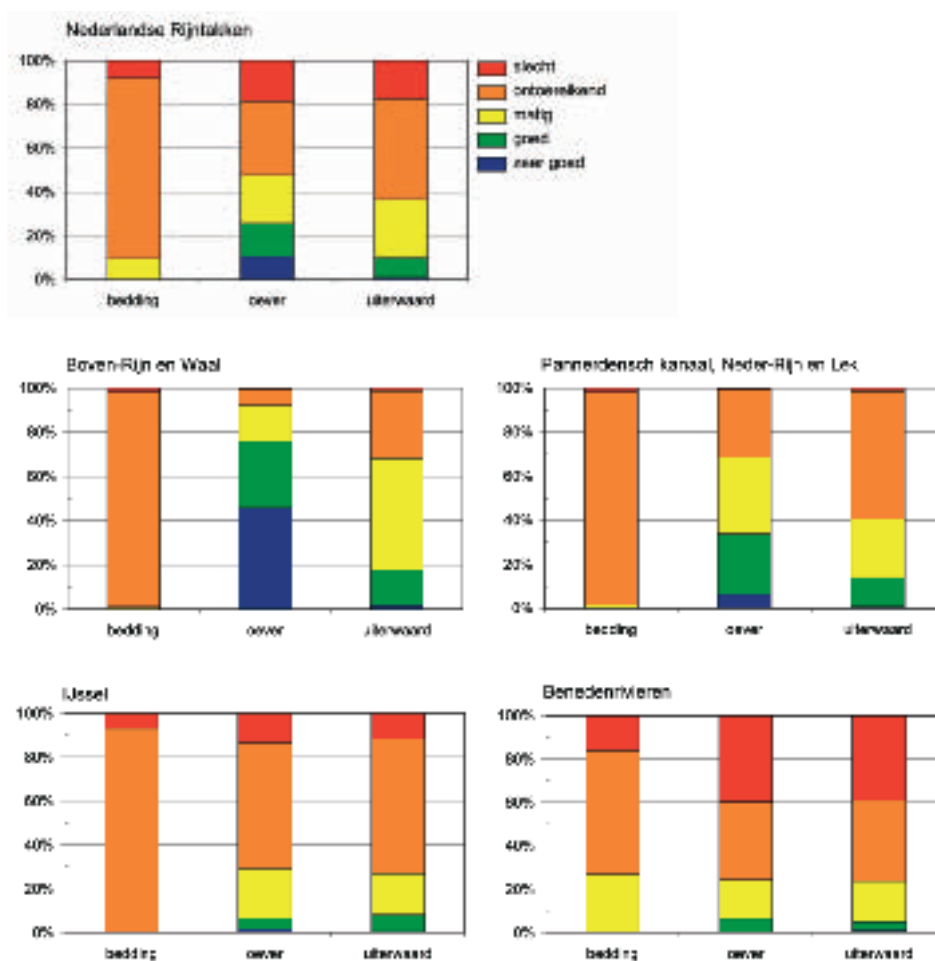 Nederlandse Rijntakken
100%
80%
60%
40%
20%
0%
bedding oever uiterwaard
slecht
ontoereikend
matig
goed
zeer goed
Boven-Rijn en Waal
100%
80%
60%
40%
20%
0%
bedding oever uiterwaard
Pannerdensch kanaal, Neder-Rijn en Lek
100%
80%
60%
40%
20%
0%
bedding oever uiterwaard
IJssel
100%
80%
60%
40%
20%
0%
bedding oever uiterwaard
Benedenrivieren
100%
80%
60%
40%
20%
0%
bedding oever uiterwaard